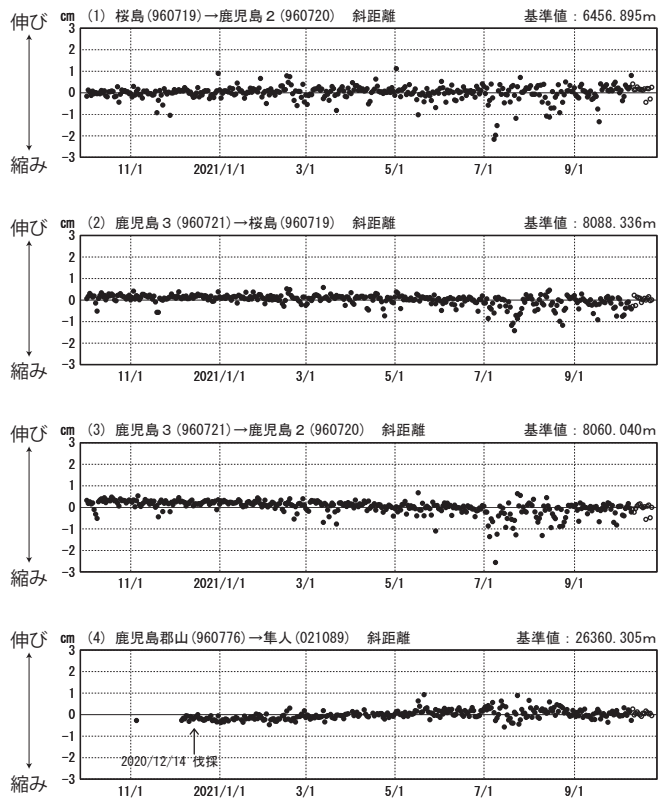 伸び cm (1) 桜島(960719)→鹿児島２(960720) 斜距離 基準値：6456.895m
3
2
1
0
-1
-2
縮み -3
11/1 2021/1/1 3/1 5/1 7/1 9/1
伸び cm (2) 鹿児島３(960721)→桜島(960719) 斜距離 基準値：8088.336m
3
2
1
0
-1
-2
縮み -3
11/1 2021/1/1 3/1 5/1 7/1 9/1
伸び cm (3) 鹿児島３(960721)→鹿児島２(960720) 斜距離 基準値：8060.040m
3
2
1
0
-1
-2
縮み -3
11/1 2021/1/1 3/1 5/1 7/1 9/1
伸び cm (4) 鹿児島郡山(960776)→隼人(021089) 斜距離 基準値：26360.305m
3
2
1
0
-1
-2
2020/12/14 伐採
縮み -3
11/1 2021/1/1 3/1 5/1 7/1 9/1